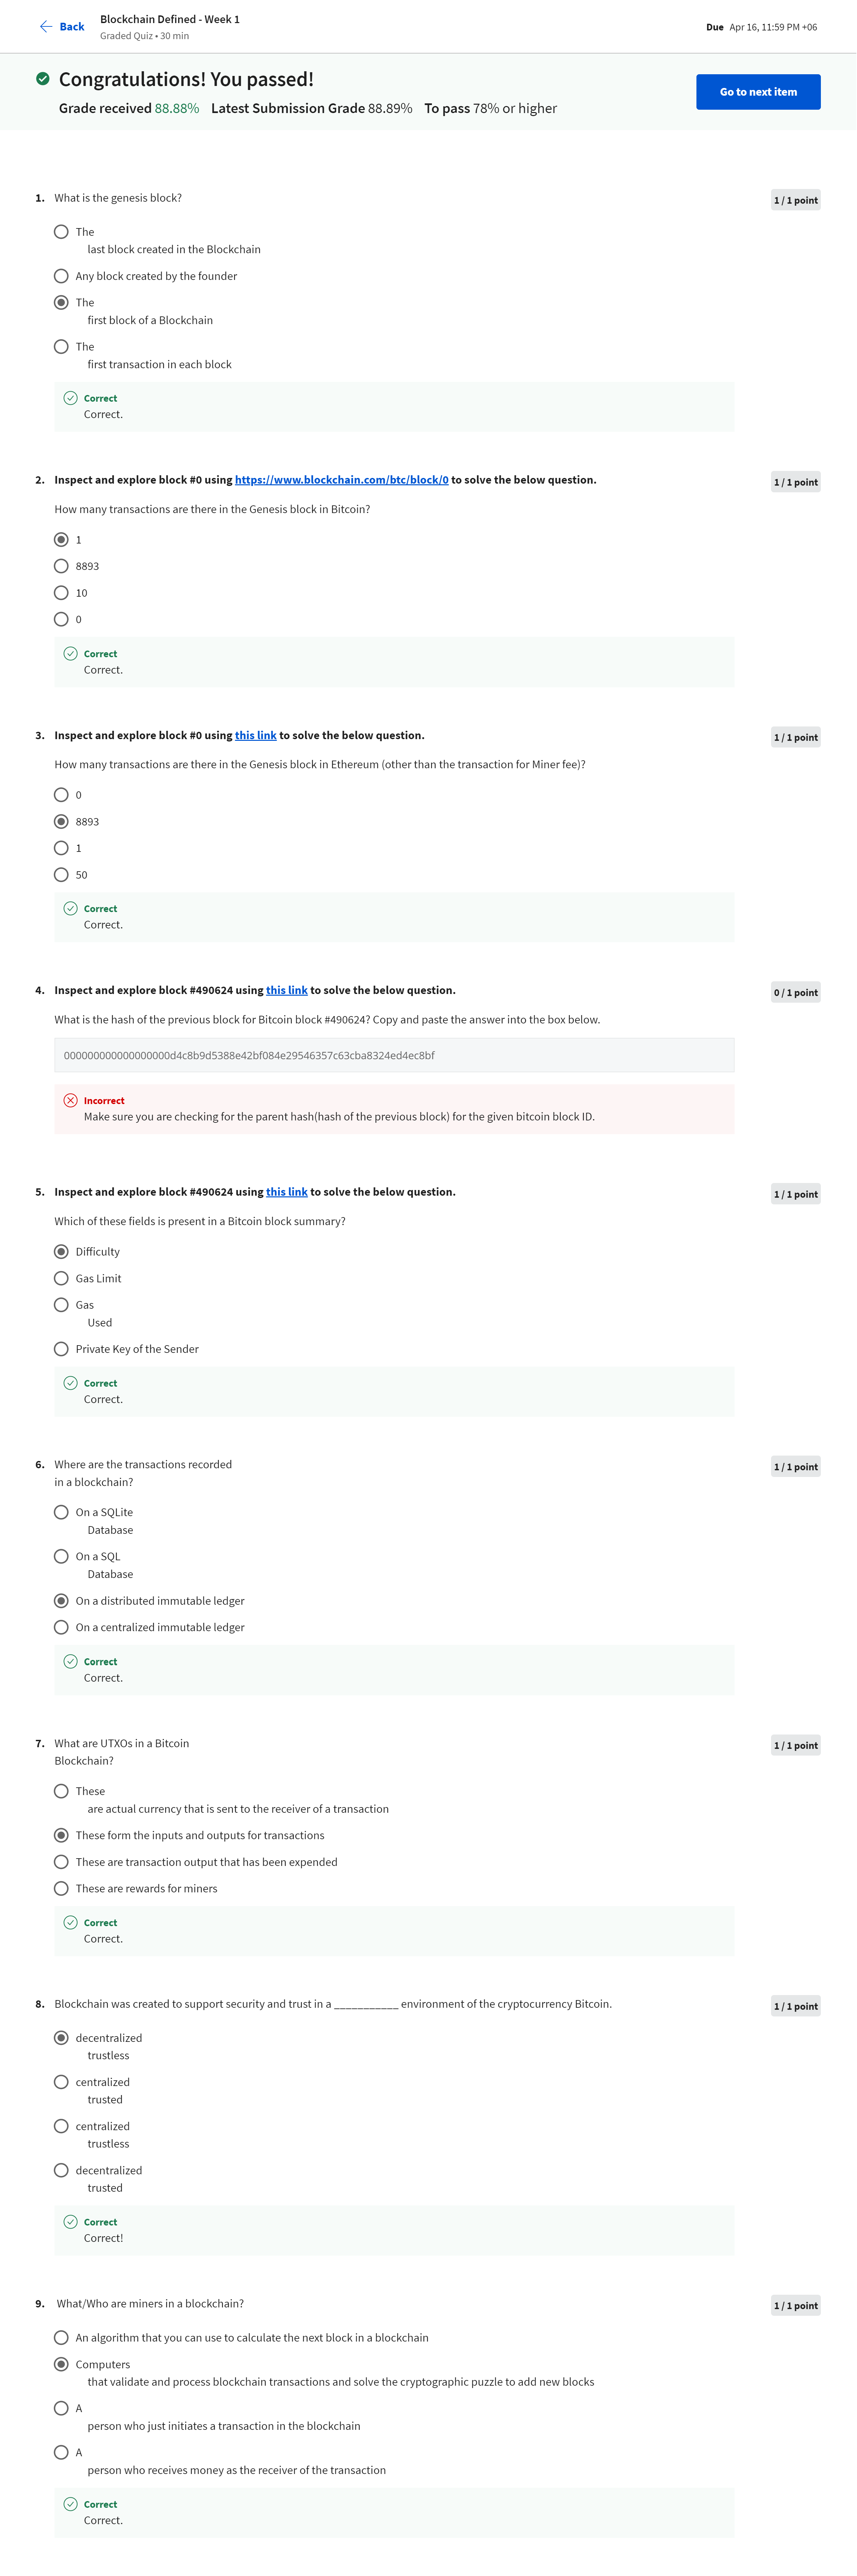 Back
Blockchain Defined - Week 1
Graded Quiz • 30 min
Due Apr 16, 11:59 PM +06
Congratulations! You passed!
Grade received 88.88% Latest Submission Grade 88.89% To pass 78% or higher
Go to next item
1. What is the genesis block?
1 / 1 point
The
last block created in the Blockchain
Any block created by the founder
The
first block of a Blockchain
The
first transaction in each block
Correct
Correct.
2. Inspect and explore block #0 using https://www.blockchain.com/btc/block/0 to solve the below question.
1 / 1 point
How many transactions are there in the Genesis block in Bitcoin?
1
8893
10
0
Correct
Correct.
3. Inspect and explore block #0 using this link to solve the below question.
1 / 1 point
How many transactions are there in the Genesis block in Ethereum (other than the transaction for Miner fee)?
0
8893
1
50
Correct
Correct.
4. Inspect and explore block #490624 using this link to solve the below question.
0 / 1 point
What is the hash of the previous block for Bitcoin block #490624? Copy and paste the answer into the box below.
000000000000000000d4c8b9d5388e42bf084e29546357c63cba8324ed4ec8bf
Incorrect
Make sure you are checking for the parent hash(hash of the previous block) for the given bitcoin block ID.
5. Inspect and explore block #490624 using this link to solve the below question.
1 / 1 point
Which of these fields is present in a Bitcoin block summary?
Difficulty
Gas Limit
Gas
Used
Private Key of the Sender
Correct
Correct.
6. Where are the transactions recorded
in a blockchain?
1 / 1 point
On a SQLite
Database
On a SQL
Database
On a distributed immutable ledger
On a centralized immutable ledger
Correct
Correct.
7. What are UTXOs in a Bitcoin
Blockchain?
1 / 1 point
These
are actual currency that is sent to the receiver of a transaction
These form the inputs and outputs for transactions
These are transaction output that has been expended
These are rewards for miners
Correct
Correct.
8. Blockchain was created to support security and trust in a ___________ environment of the cryptocurrency Bitcoin.
1 / 1 point
decentralized
trustless
centralized
trusted
centralized
trustless
decentralized
trusted
Correct
Correct!
9. What/Who are miners in a blockchain?
1 / 1 point
An algorithm that you can use to calculate the next block in a blockchain
Computers
that validate and process blockchain transactions and solve the cryptographic puzzle to add new blocks
A
person who just initiates a transaction in the blockchain
A
person who receives money as the receiver of the transaction
Correct
Correct.